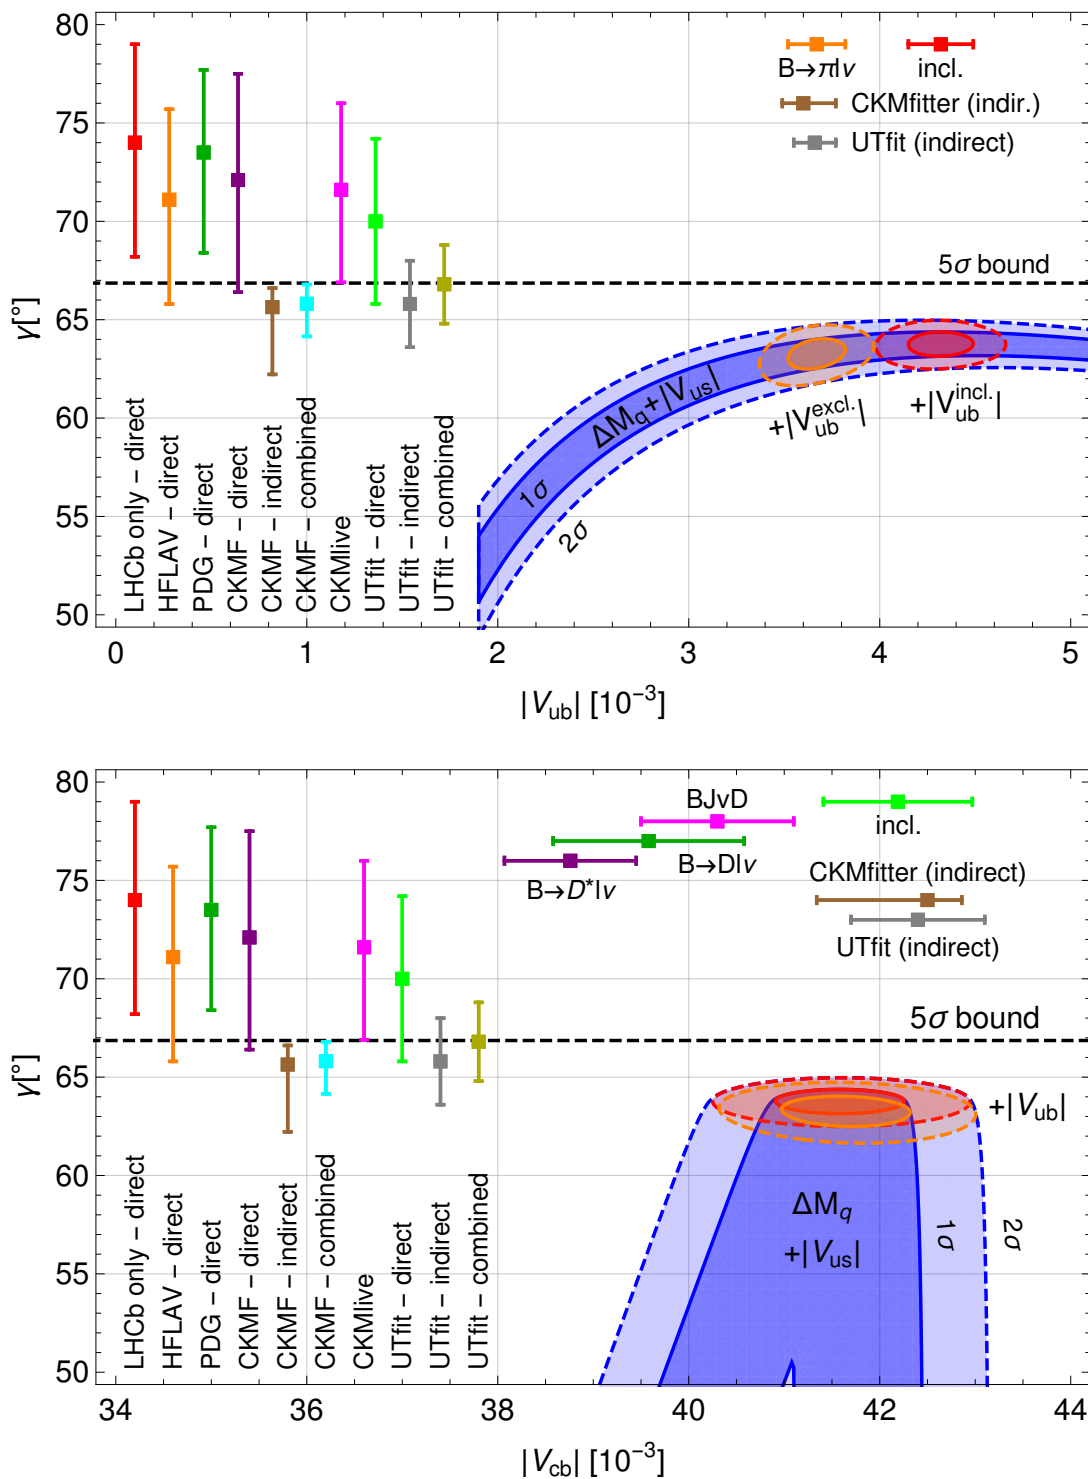 80
75
70
65
60
55
50
γ[°]
B→πlν
incl.
CKMfitter (indir.)
UTfit (indirect)
5σ bound
ΔM_q+|V_us|
1σ
2σ
+|V_ub^excl.|
+|V_ub^incl.|
LHCb only – direct
HFLAV – direct
PDG – direct
CKMF – direct
CKMF – indirect
CKMF – combined
CKMlive
UTfit – direct
UTfit – indirect
UTfit – combined
0 1 2 3 4 5
|V_ub| [10⁻³]
80
75
70
65
60
55
50
γ[°]
BJvD
incl.
B→Dlν
B→D*lν
CKMfitter (indirect)
UTfit (indirect)
5σ bound
+|V_ub|
ΔM_q
+|V_us|
1σ
2σ
LHCb only – direct
HFLAV – direct
PDG – direct
CKMF – direct
CKMF – indirect
CKMF – combined
CKMlive
UTfit – direct
UTfit – indirect
UTfit – combined
34 36 38 40 42 44
|V_cb| [10⁻³]